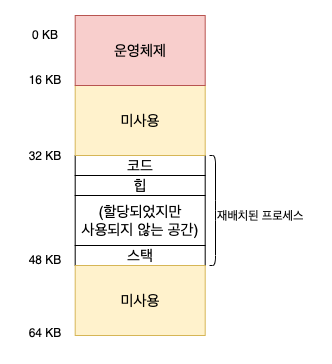 0 KB
운영체제
16 KB
미사용
32 KB
코드
힙
(할당되었지만
사용되지 않는 공간)
재배치된 프로세스
스택
48 KB
미사용
64 KB